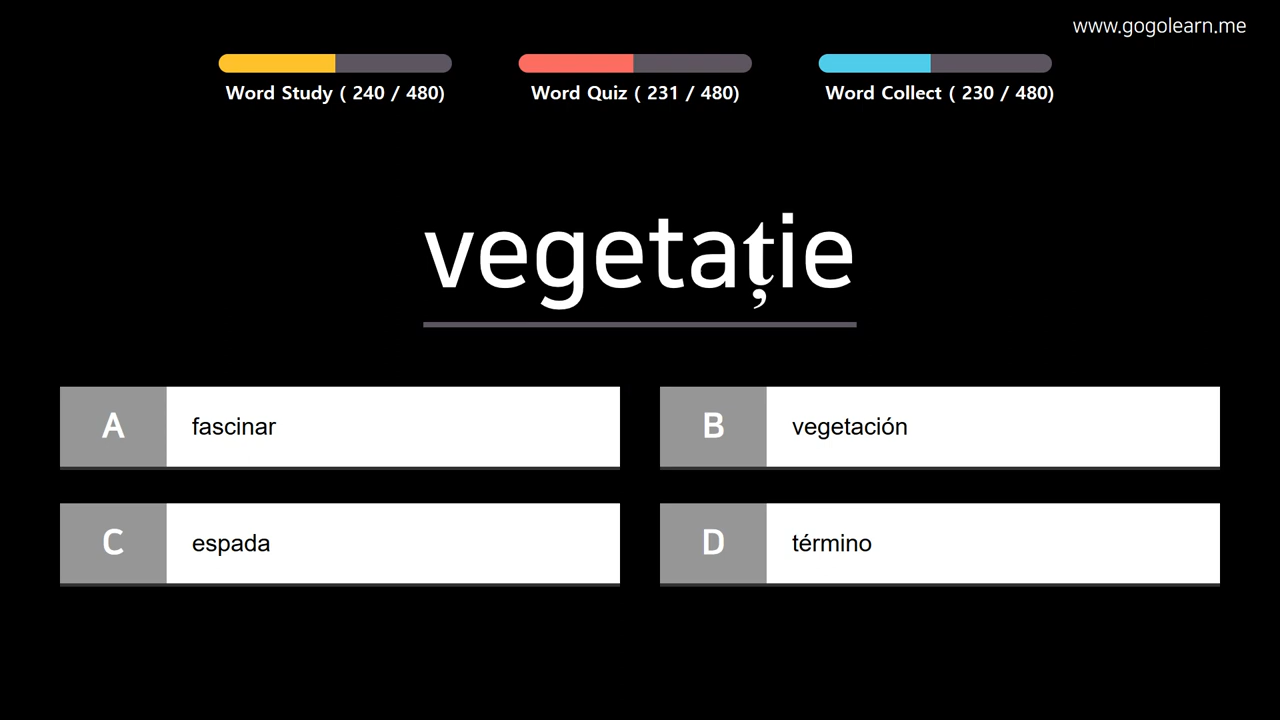 www.gogolearn.me
Word Study ( 240 / 480)
Word Quiz ( 231 / 480)
Word Collect ( 230 / 480)
vegetație
A fascinar
B vegetación
C espada
D término